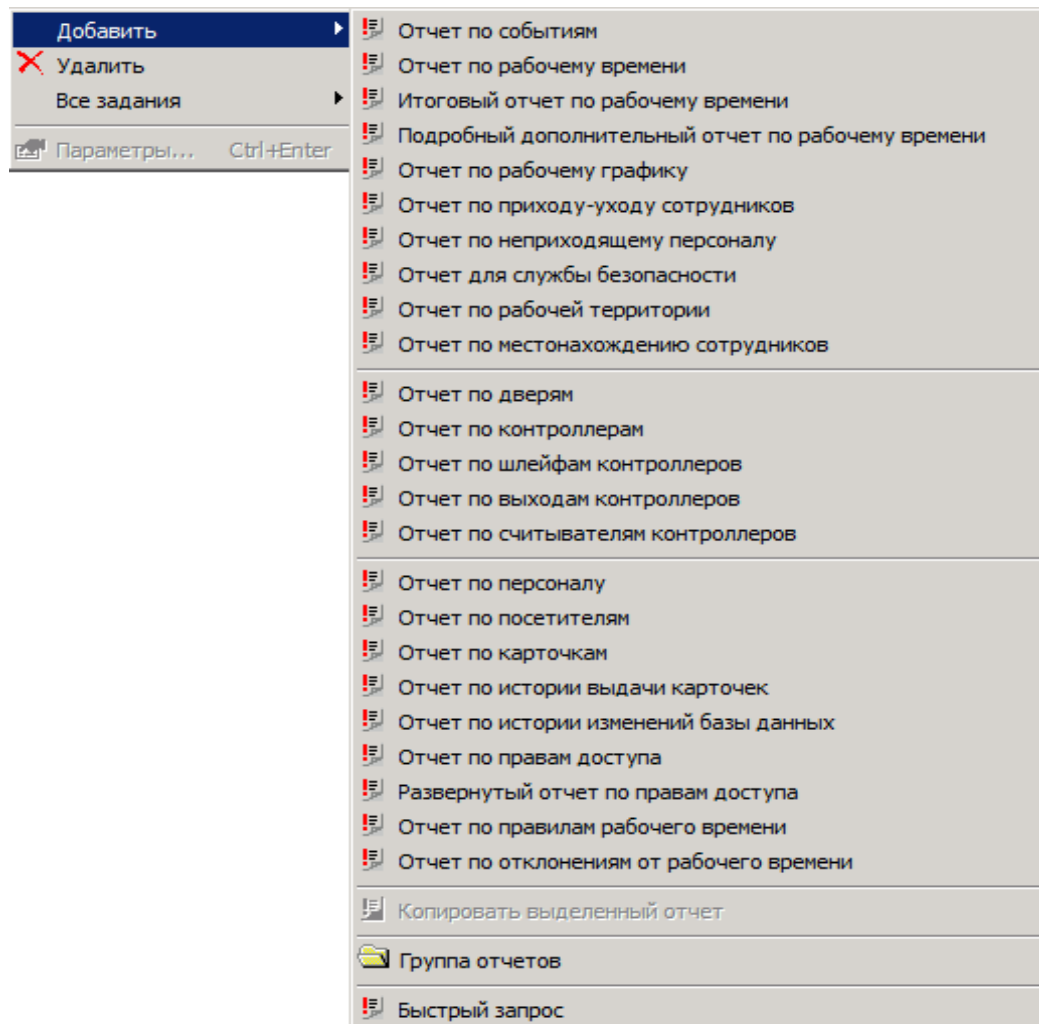 Добавить
Удалить
Все задания
Параметры... Ctrl+Enter
Отчет по событиям
Отчет по рабочему времени
Итоговый отчет по рабочему времени
Подробный дополнительный отчет по рабочему времени
Отчет по рабочему графику
Отчет по приходу-уходу сотрудников
Отчет по неприходящему персоналу
Отчет для службы безопасности
Отчет по рабочей территории
Отчет по местонахождению сотрудников
Отчет по дверям
Отчет по контроллерам
Отчет по шлейфам контроллеров
Отчет по выходам контроллеров
Отчет по считывателям контроллеров
Отчет по персоналу
Отчет по посетителям
Отчет по карточкам
Отчет по истории выдачи карточек
Отчет по истории изменений базы данных
Отчет по правам доступа
Развернутый отчет по правам доступа
Отчет по правилам рабочего времени
Отчет по отклонениям от рабочего времени
Копировать выделенный отчет
Группа отчетов
Быстрый запрос